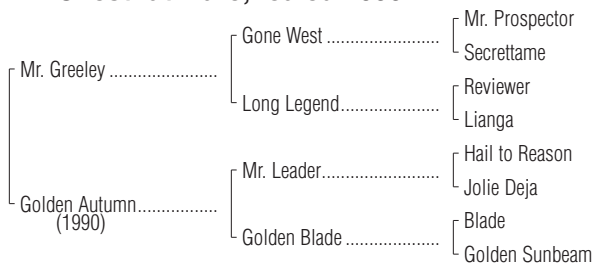 Mr. Prospector
Gone West
Secrettame
Mr. Greeley
Reviewer
Long Legend
Lianga
Hail to Reason
Mr. Leader
Jolie Deja
Golden Autumn
(1990)
Blade
Golden Blade
Golden Sunbeam